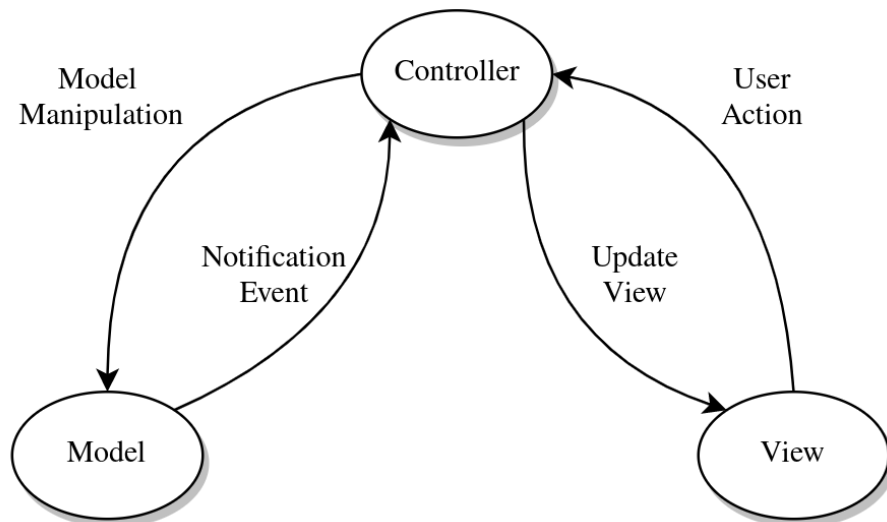 Controller
Model
Manipulation
User
Action
Notification
Event
Update
View
Model
View